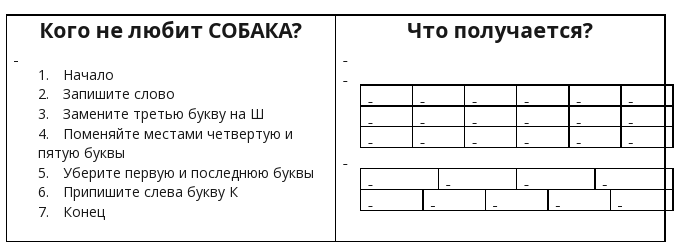 Кого не любит СОБАКА?
1. Начало
2. Запишите слово
3. Замените третью букву на Ш
4. Поменяйте местами четвертую и
пятую буквы
5. Уберите первую и последнюю буквы
6. Припишите слева букву К
7. Конец
Что получается?